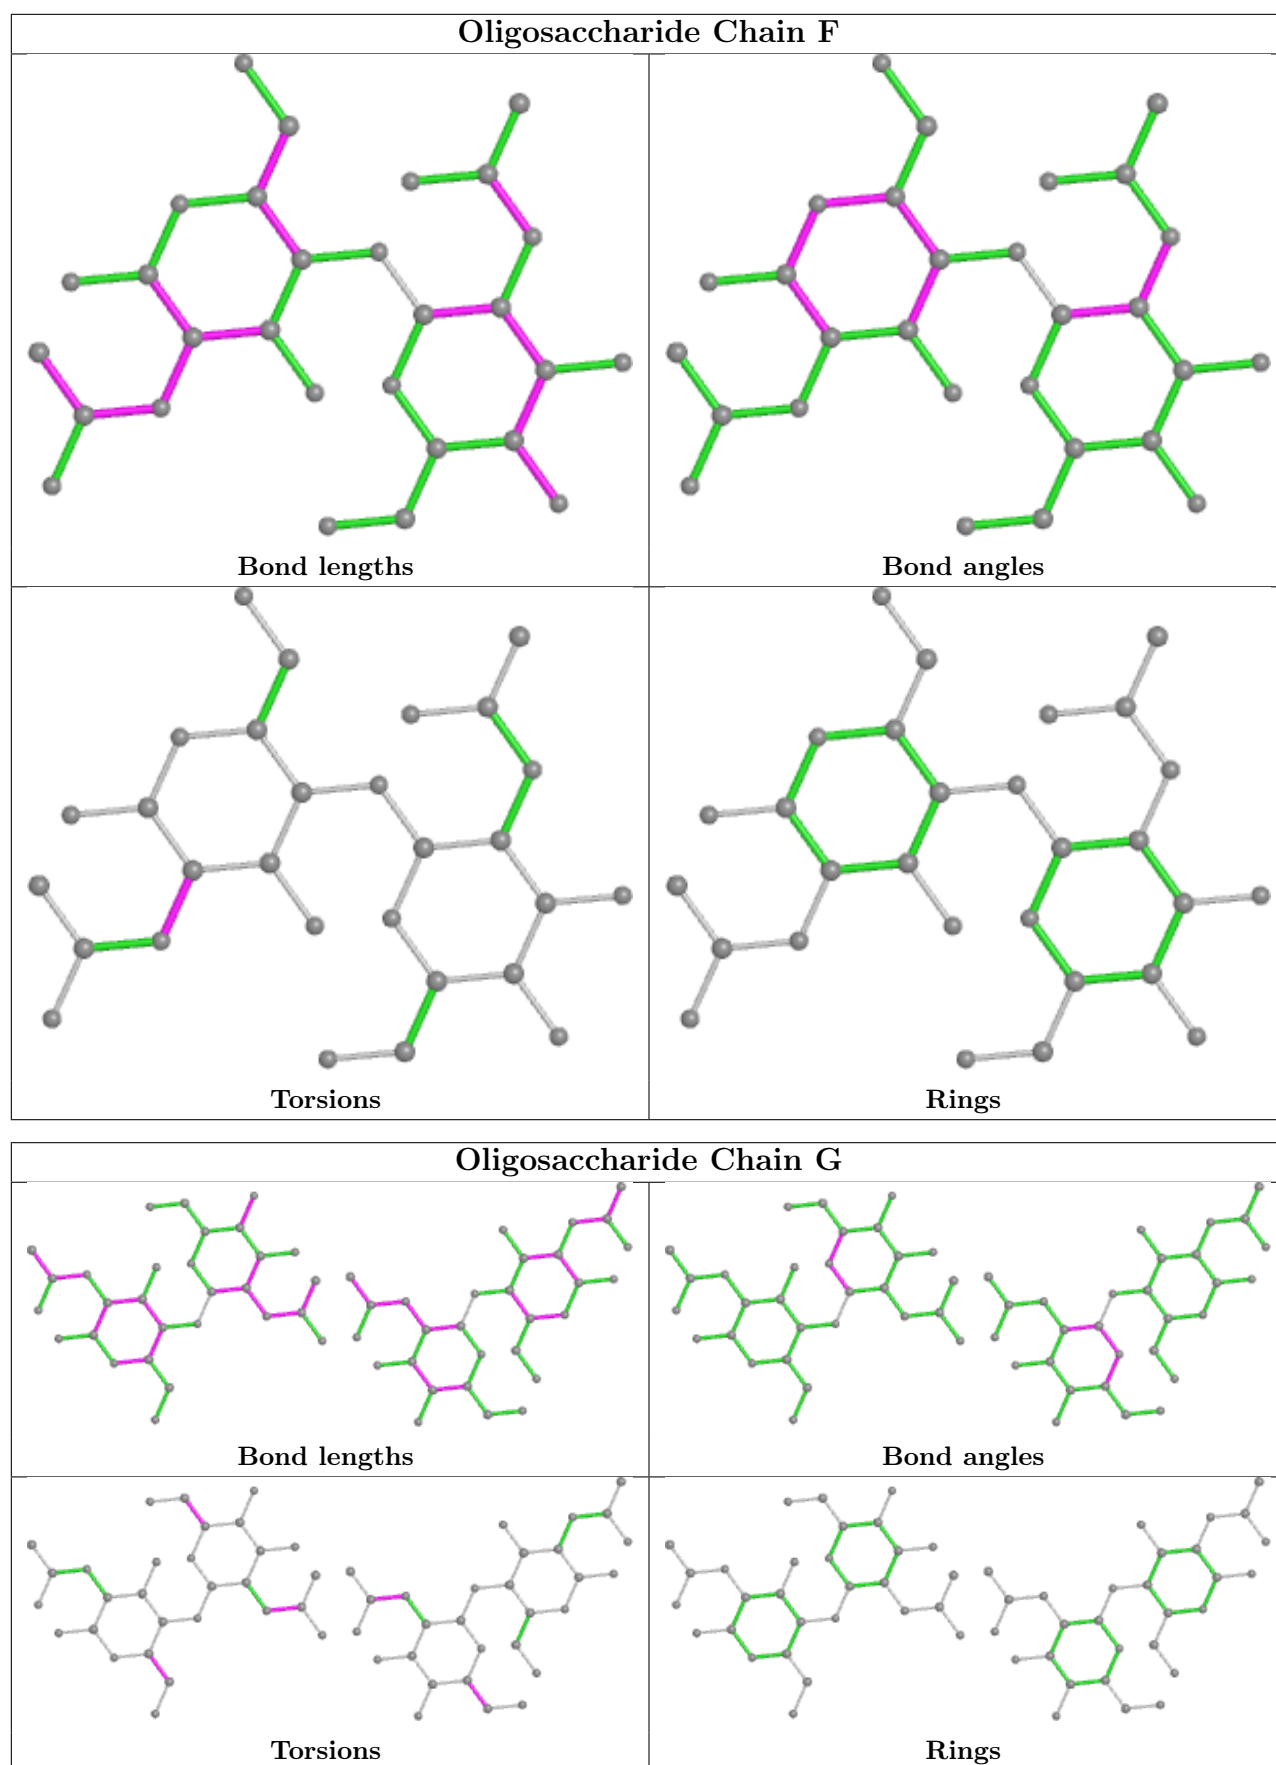 Oligosaccharide Chain F
Bond lengths
Bond angles
Torsions
Rings
Oligosaccharide Chain G
Bond lengths
Bond angles
Torsions
Rings